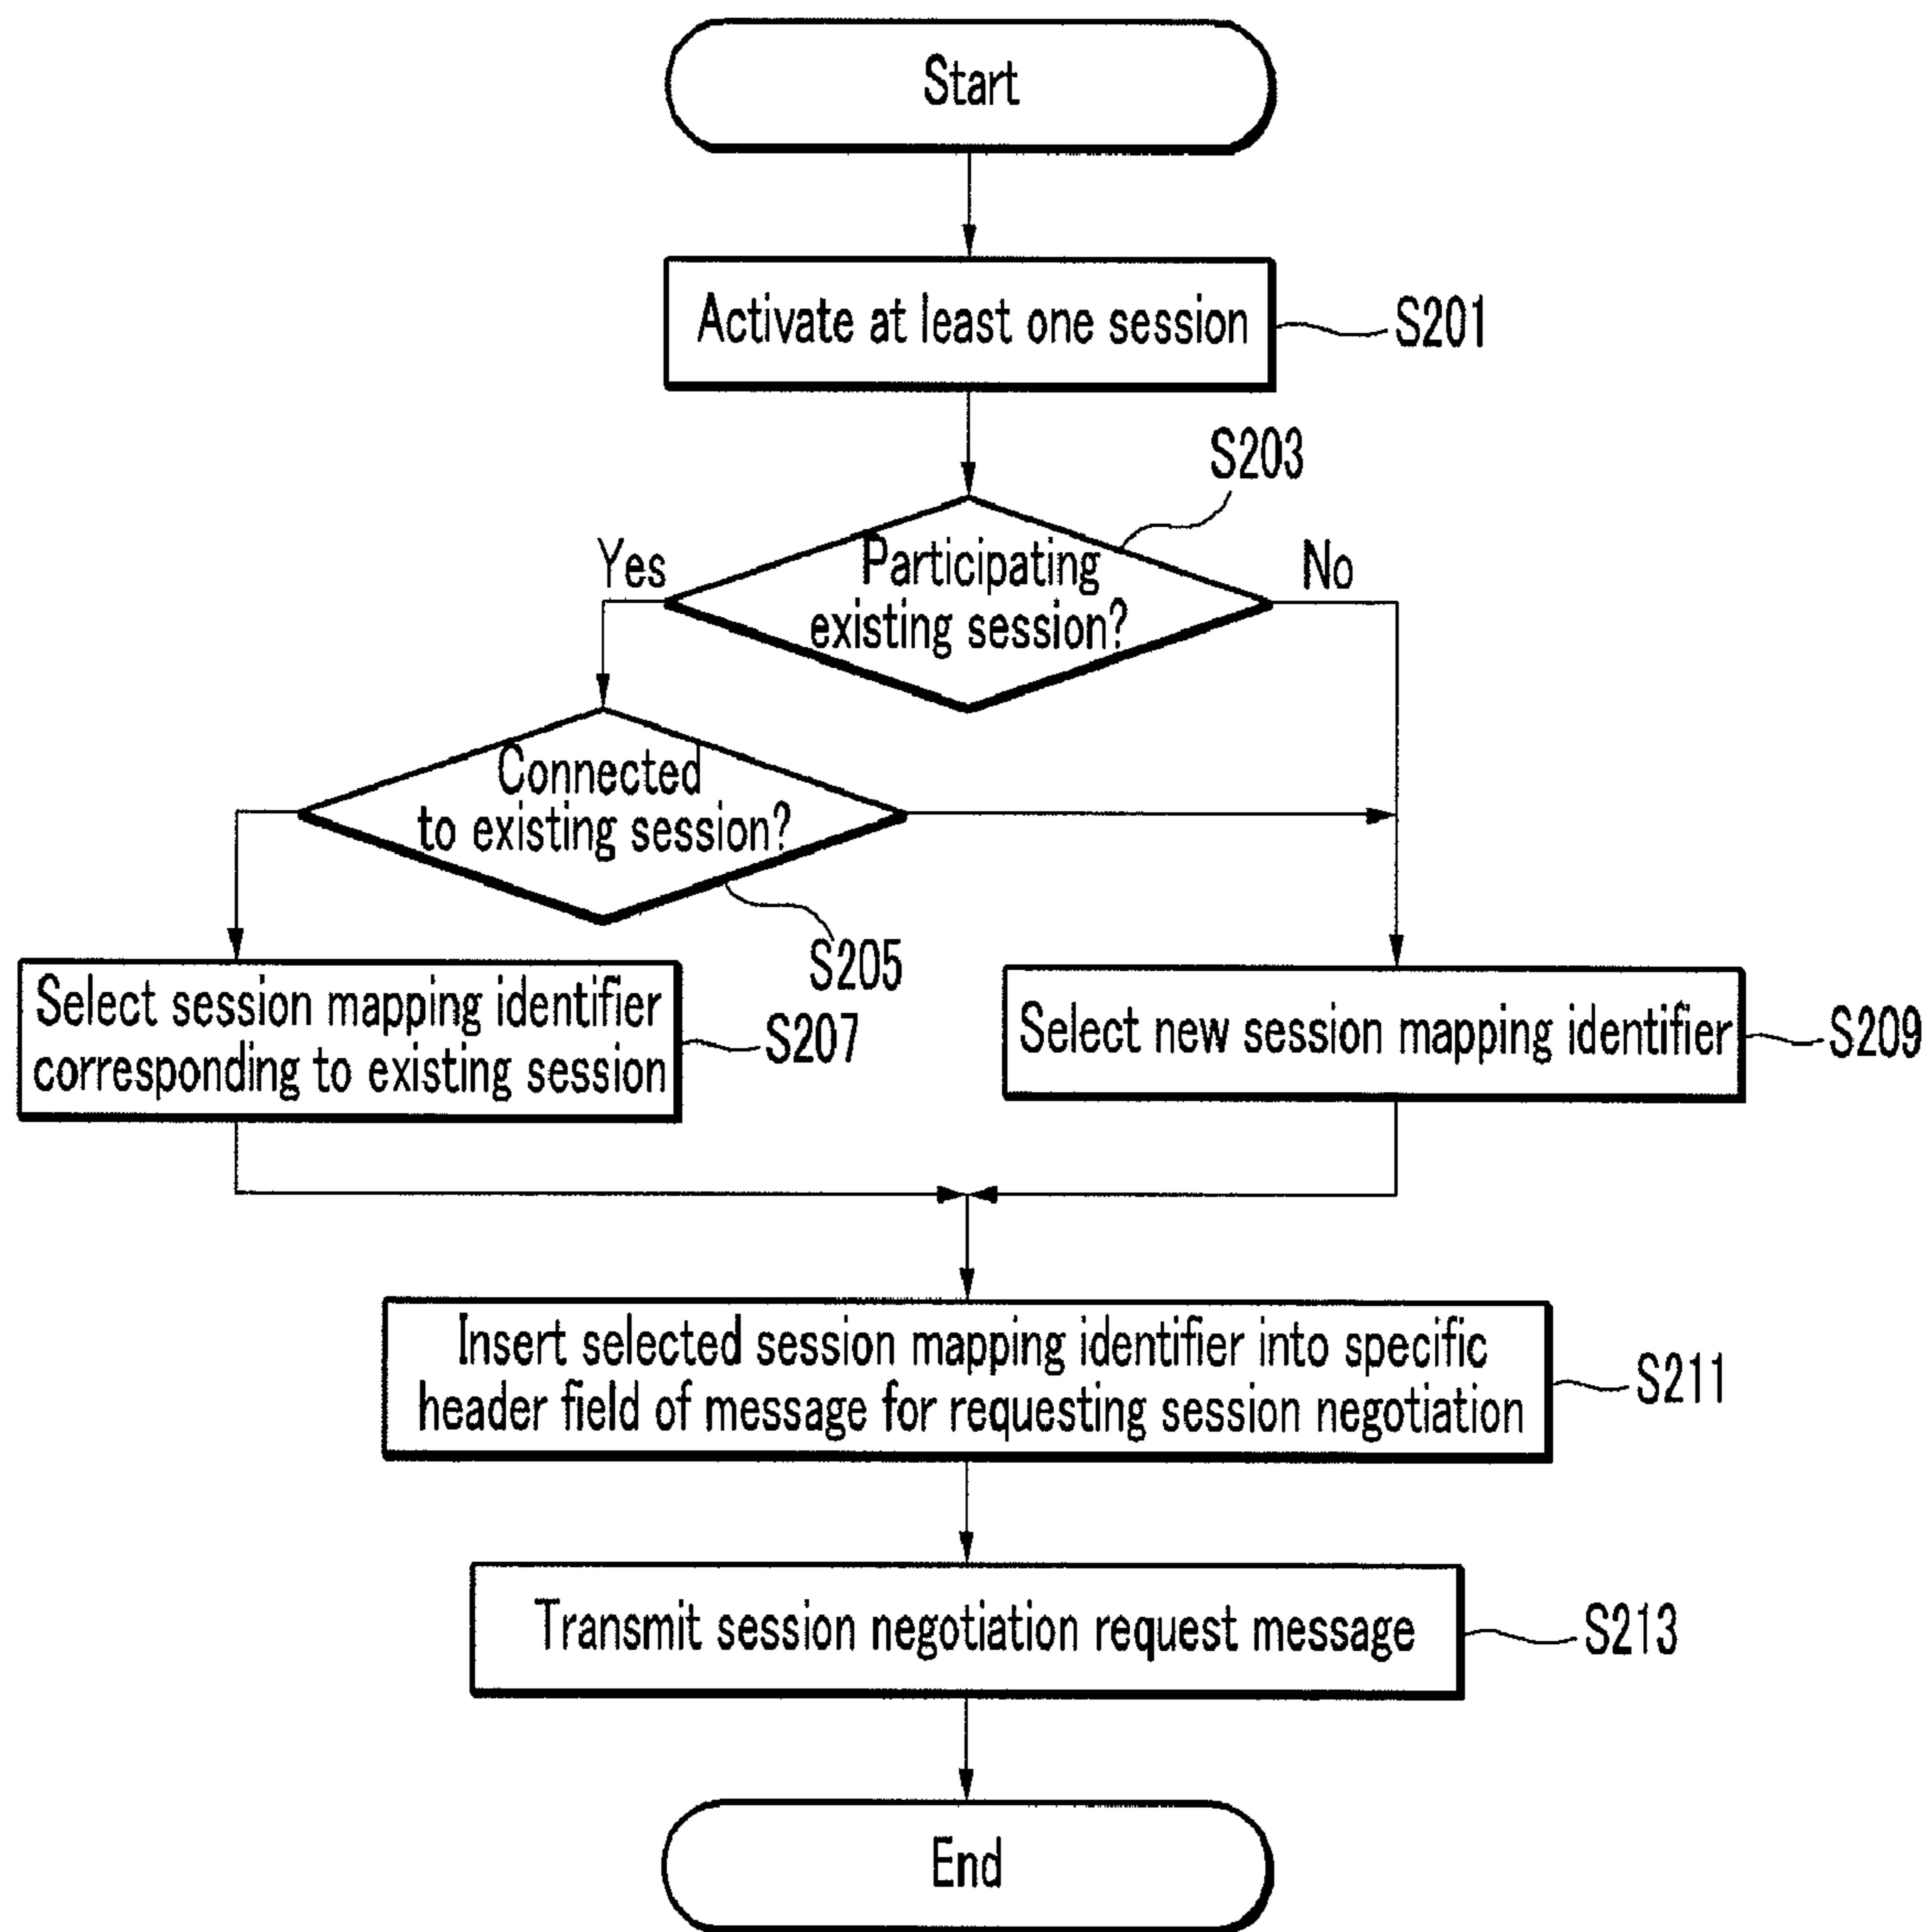 Start
Activate at least one session
S201
S203
Yes
Participating
existing session?
No
Connected
to existing session?
S205
Select session mapping identifier
corresponding to existing session
S207
Select new session mapping identifier
S209
Insert selected session mapping identifier into specific
header field of message for requesting session negotiation
S211
Transmit session negotiation request message
S213
End